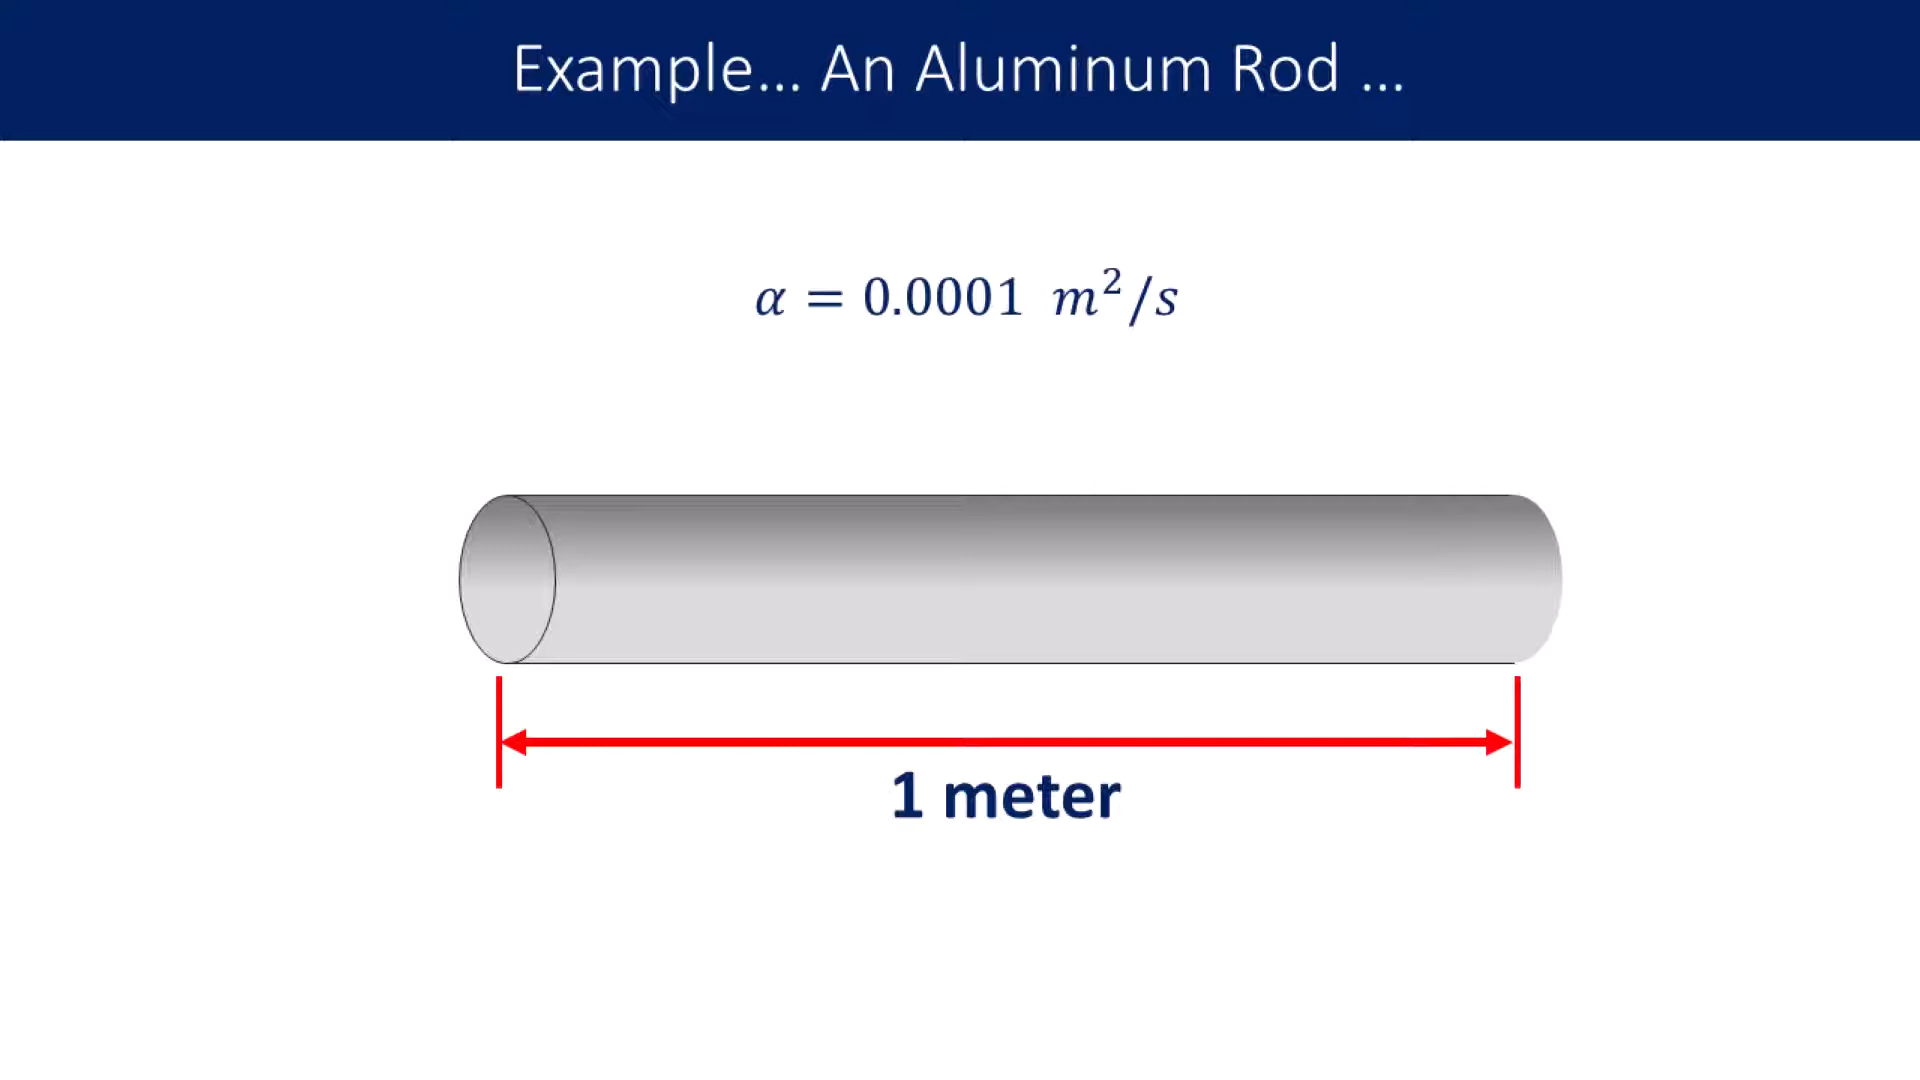 Example... An Aluminum Rod ...
α = 0.0001 m²/s
1 meter